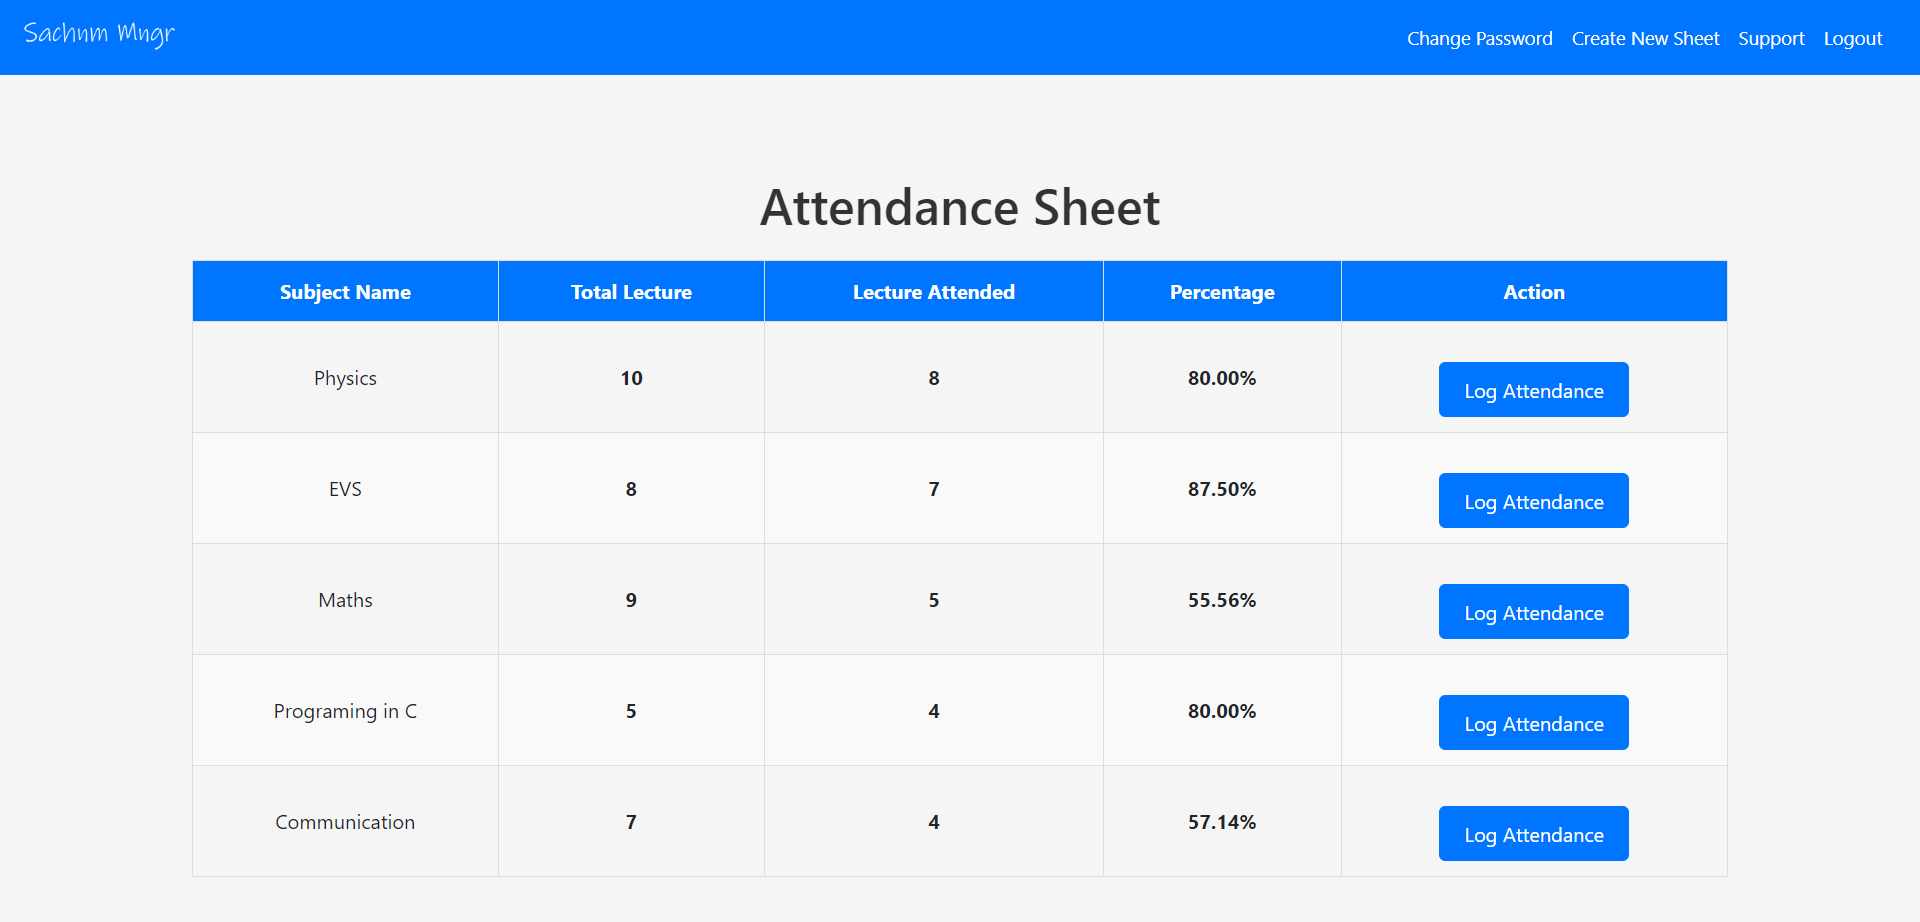 Sachnm Mngr
Change Password Create New Sheet Support Logout
Attendance Sheet
Subject Name Total Lecture Lecture Attended Percentage Action
Physics 10 8 80.00% Log Attendance
EVS 8 7 87.50% Log Attendance
Maths 9 5 55.56% Log Attendance
Programing in C 5 4 80.00% Log Attendance
Communication 7 4 57.14% Log Attendance